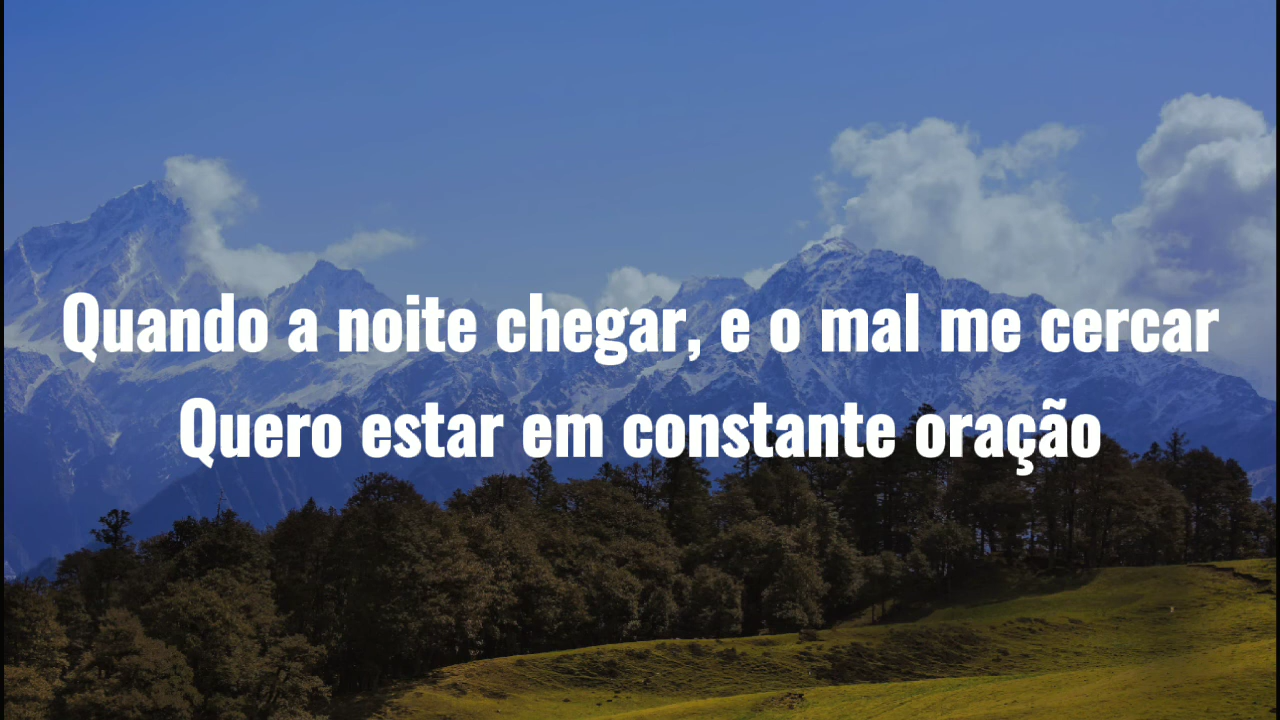 Quando a noite chegar, e o mal me cercar
Quero estar em constante oração